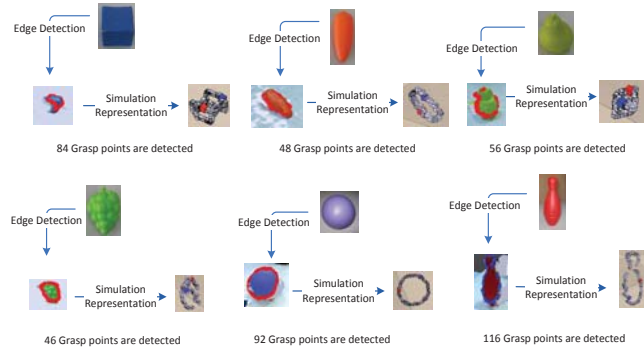 Edge Detection
Simulation
Representation
84 Grasp points are detected
Edge Detection
Simulation
Representation
48 Grasp points are detected
Edge Detection
Simulation
Representation
56 Grasp points are detected
Edge Detection
Simulation
Representation
46 Grasp points are detected
Edge Detection
Simulation
Representation
92 Grasp points are detected
Edge Detection
Simulation
Representation
116 Grasp points are detected